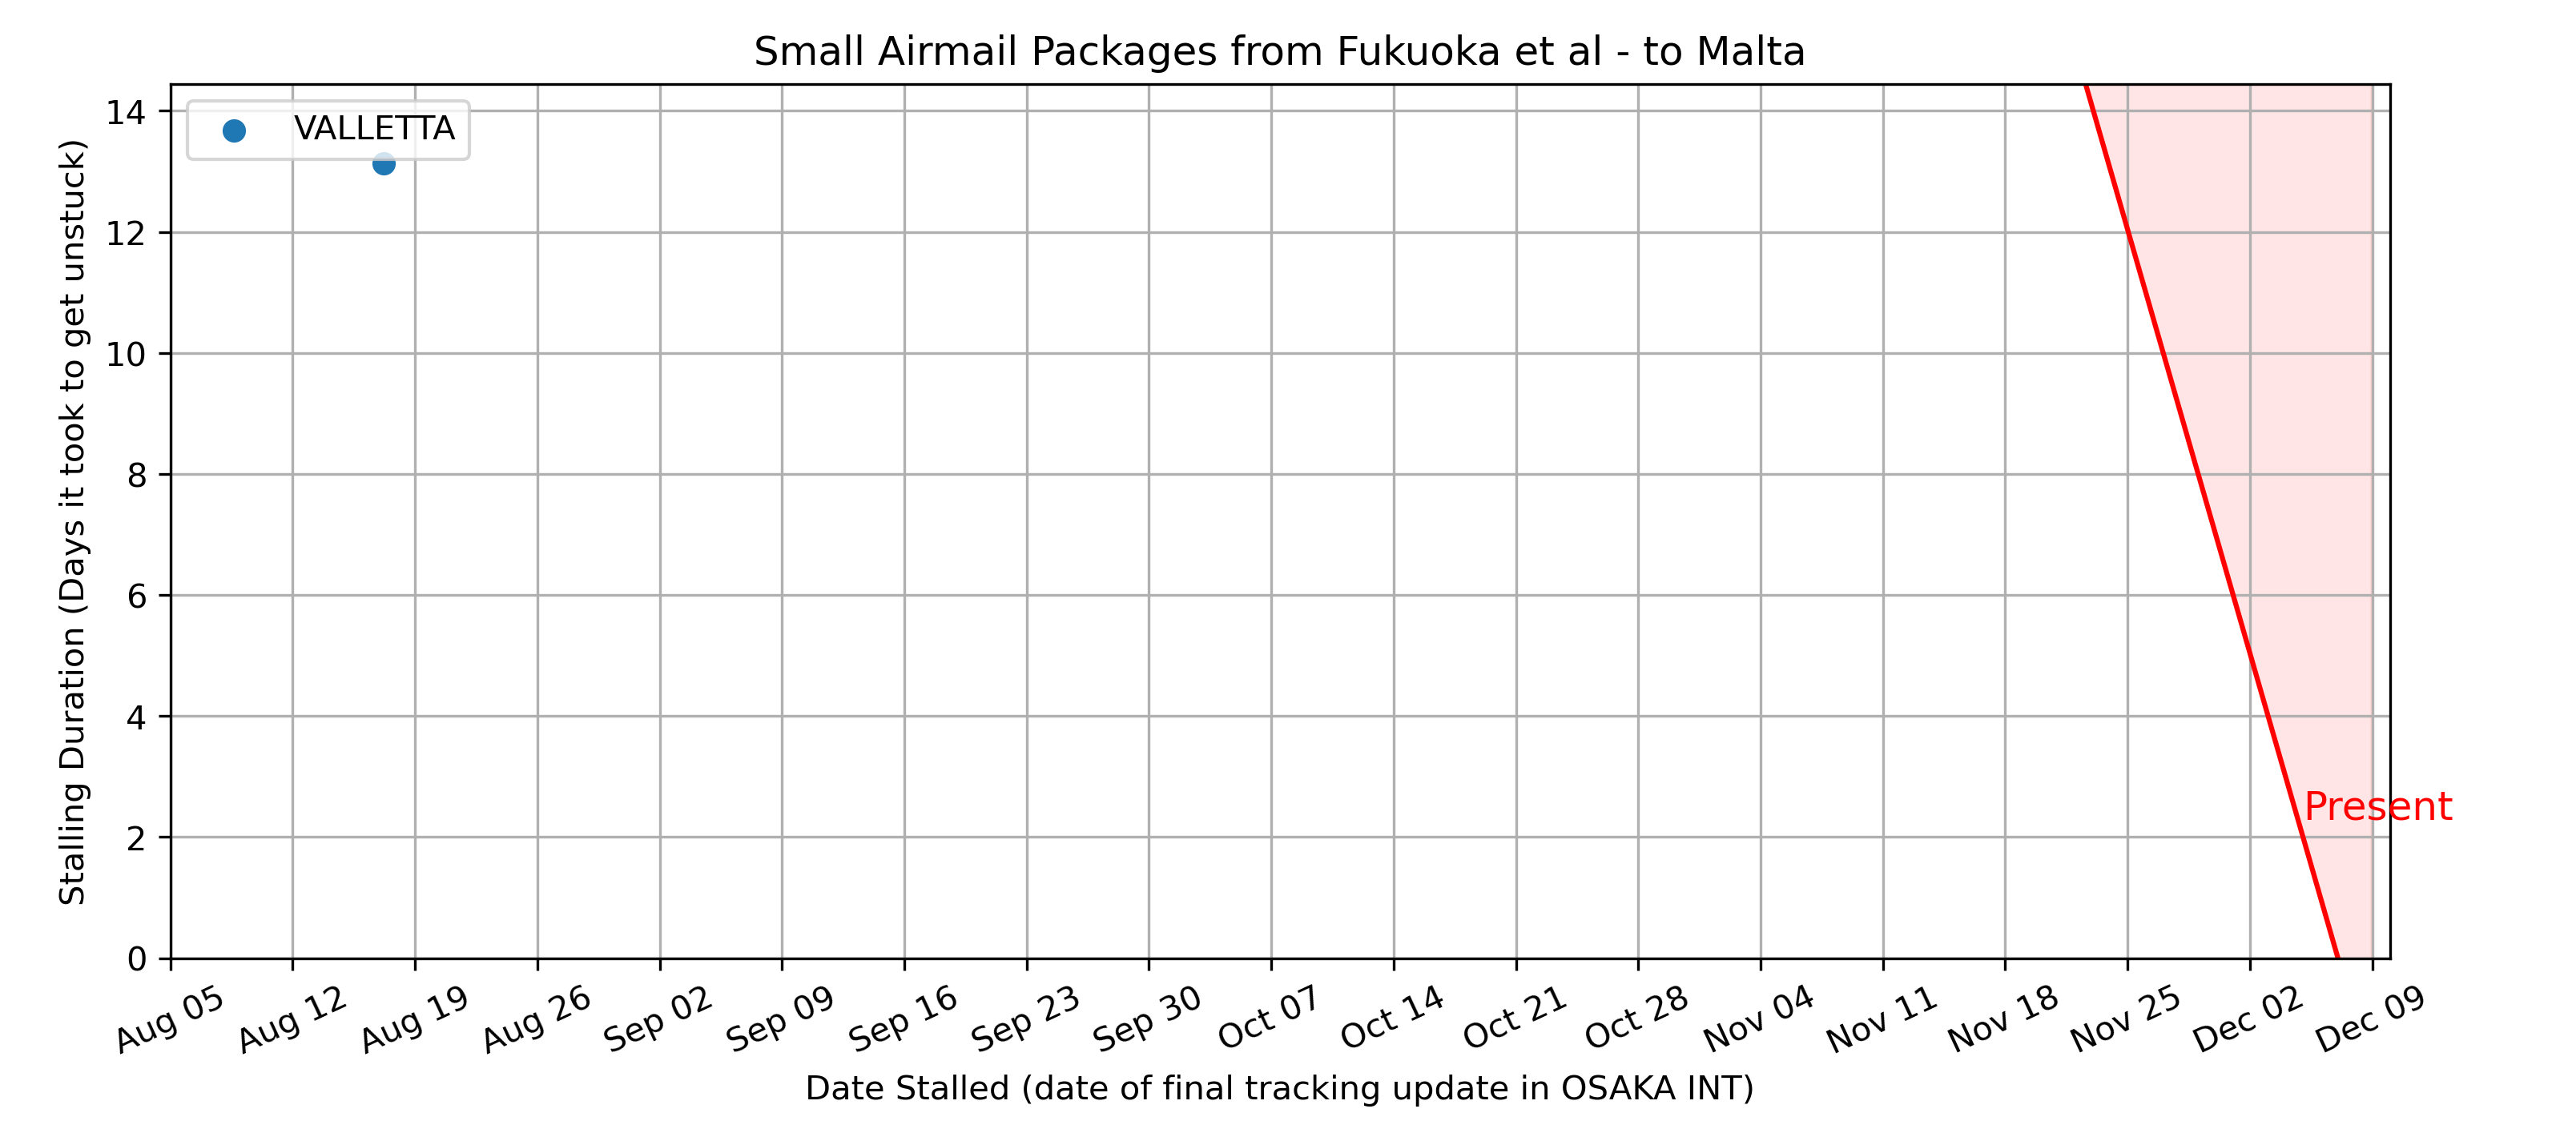 Small Airmail Packages from Fukuoka et al - to Malta
VALLETTA
Stalling Duration (Days it took to get unstuck)
14
12
10
8
6
4
2
0
Present
Aug 05
Aug 12
Aug 19
Aug 26
Sep 02
Sep 09
Sep 16
Sep 23
Sep 30
Oct 07
Oct 14
Oct 21
Oct 28
Nov 04
Nov 11
Nov 18
Nov 25
Dec 02
Dec 09
Date Stalled (date of final tracking update in OSAKA INT)